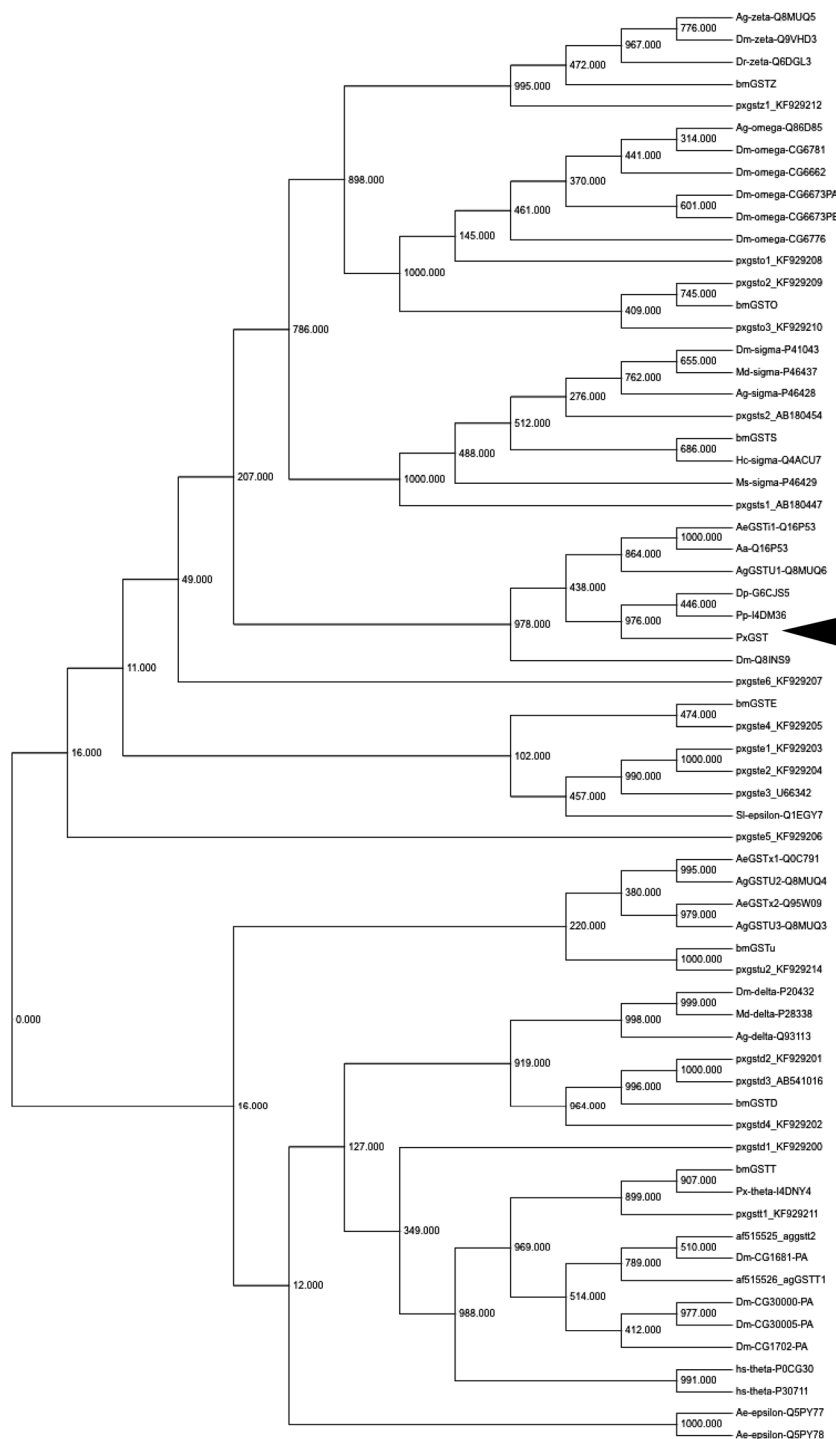 Ag-zeta-Q8MUQ5
776.000
Dm-zeta-Q9VHD3
967.000
Dr-zeta-Q6DGL3
472.000
bmGSTZ
995.000
pxgstz1_KF929212
Ag-omega-Q86D85
314.000
Dm-omega-CG6781
441.000
Dm-omega-CG6662
898.000
370.000
Dm-omega-CG6673PA
601.000
461.000
Dm-omega-CG6673PE
145.000
Dm-omega-CG6776
pxgsto1_KF929208
1000.000
pxgsto2_KF929209
745.000
bmGSTO
409.000
pxgsto3_KF929210
786.000
Dm-sigma-P41043
655.000
Md-sigma-P46437
762.000
Ag-sigma-P46428
276.000
pxgsts2_AB180454
512.000
bmGSTS
686.000
488.000
Hc-sigma-Q4ACU7
207.000
1000.000
Ms-sigma-P46429
pxgsts1_AB180447
AeGSTi1-Q16P53
1000.000
Aa-Q16P53
864.000
AgGSTU1-Q8MUQ6
49.000
438.000
Dp-G6CJS5
446.000
Pp-I4DM36
978.000
976.000
PxGST
Dm-Q8INS9
11.000
pxgste6_KF929207
bmGSTE
474.000
pxgste4_KF929205
16.000
102.000
pxgste1_KF929203
1000.000
pxgste2_KF929204
990.000
pxgste3_U66342
457.000
Sl-epsilon-Q1EGY7
pxgste5_KF929206
AeGSTx1-Q0C791
995.000
AgGSTU2-Q8MUQ4
380.000
AeGSTx2-Q95W09
979.000
220.000
AgGSTU3-Q8MUQ3
bmGSTu
1000.000
pxgstu2_KF929214
Dm-delta-P20432
999.000
0.000
Md-delta-P28338
998.000
Ag-delta-Q93113
919.000
pxgstd2_KF929201
1000.000
pxgstd3_AB541016
996.000
bmGSTD
16.000
964.000
pxgstd4_KF929202
127.000
pxgstd1_KF929200
bmGSTT
907.000
Px-theta-I4DNY4
899.000
pxgstt1_KF929211
349.000
af515525_aggstt2
969.000
510.000
Dm-CG1681-PA
789.000
af515526_agGSTT1
12.000
514.000
Dm-CG30000-PA
988.000
977.000
Dm-CG30005-PA
412.000
Dm-CG1702-PA
hs-theta-P0CG30
991.000
hs-theta-P30711
Ae-epsilon-Q5PY77
1000.000
Ae-epsilon-Q5PY78